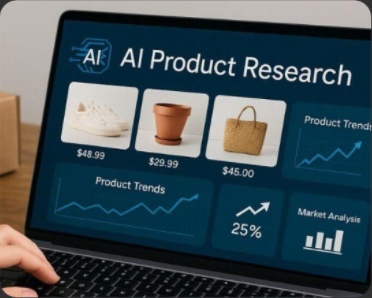 AI
AI Product Research
Product Trends
$48.99
$29.99
$45.00
Product Trends
25%
Market Analysis